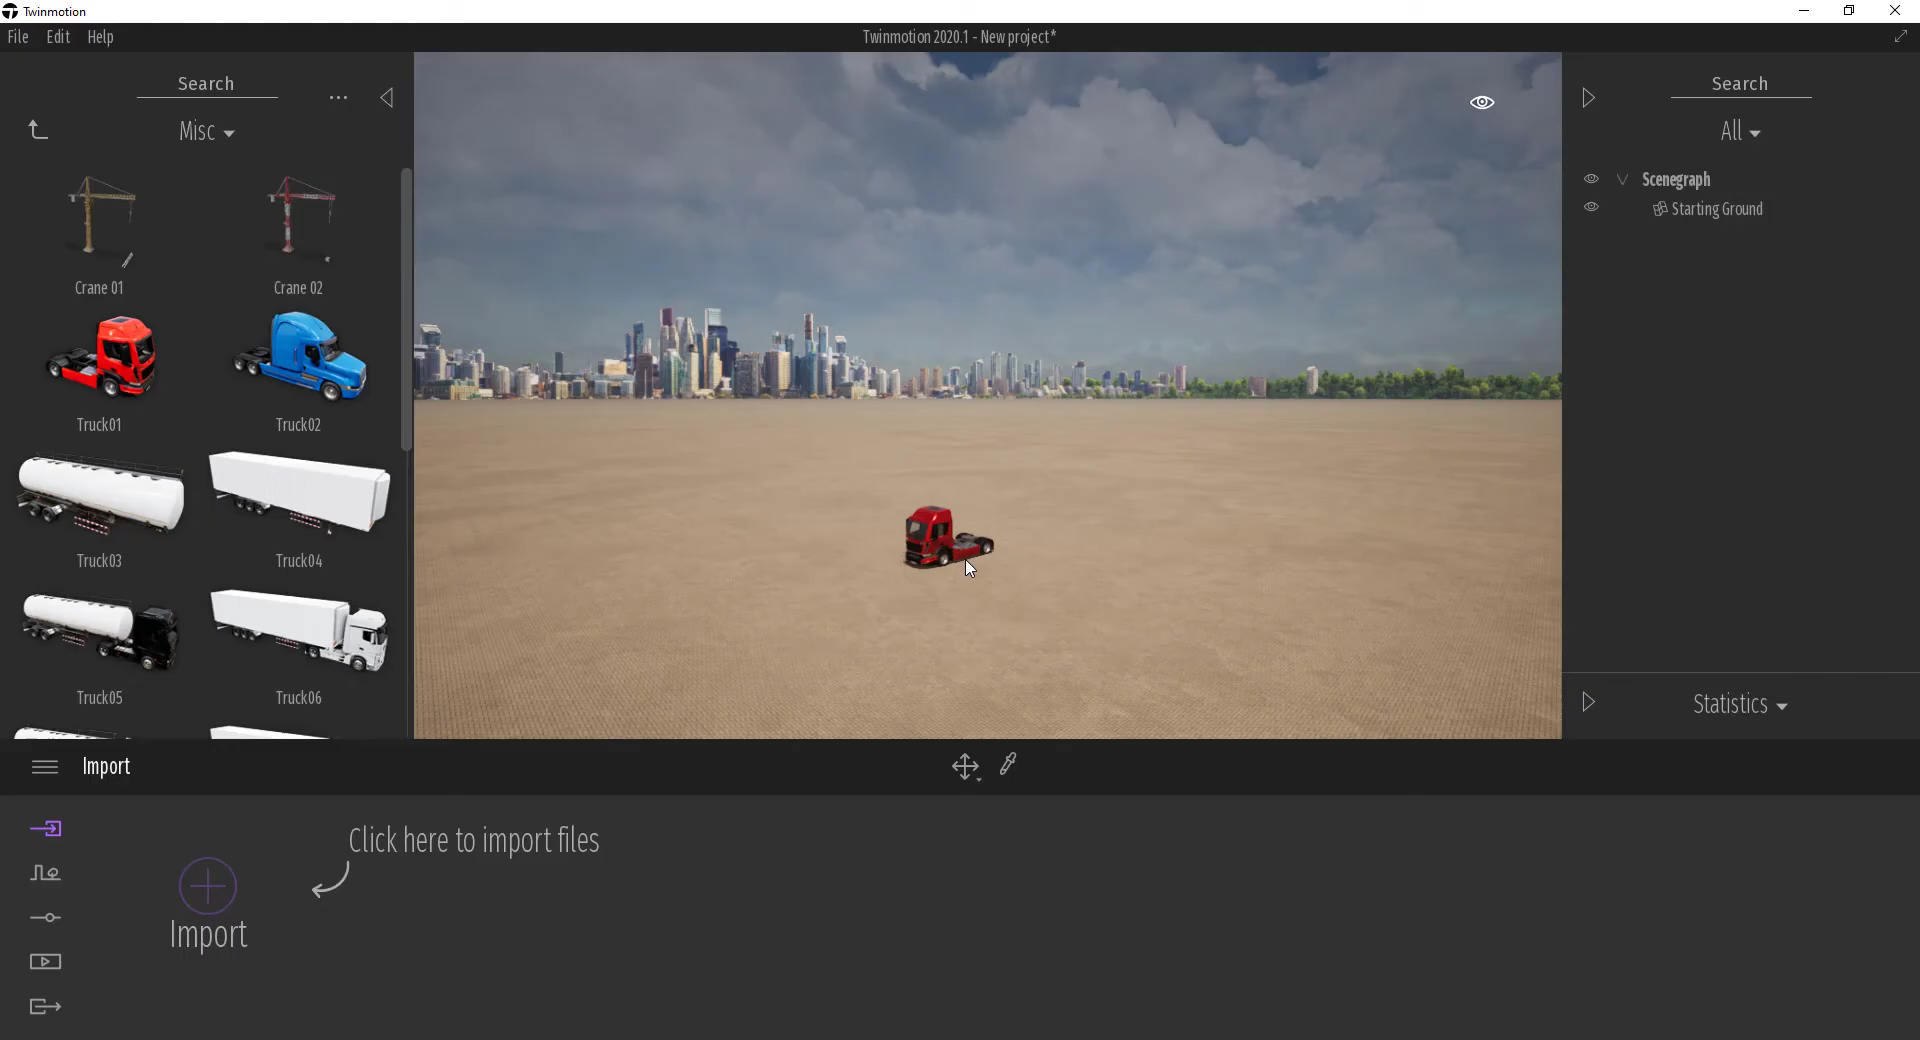 Twinmotion
File Edit Help
Twinmotion 2020.1 - New project*
Search
Misc
Crane 01
Crane 02
Truck01
Truck02
Truck03
Truck04
Truck05
Truck06
Search
All
Scenegraph
Starting Ground
Statistics
Import
Click here to import files
Import